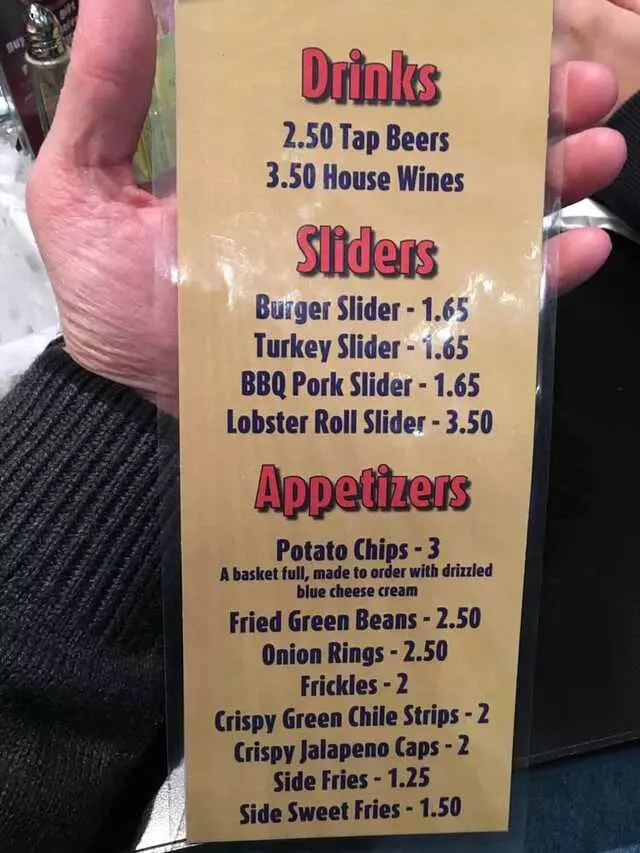 Drinks
2.50 Tap Beers
3.50 House Wines
Sliders
Burger Slider - 1.65
Turkey Slider - 1.65
BBQ Pork Slider - 1.65
Lobster Roll Slider - 3.50
Appetizers
Potato Chips - 3
A basket full, made to order with drizzled
blue cheese cream
Fried Green Beans - 2.50
Onion Rings - 2.50
Frickles - 2
Crispy Green Chile Strips - 2
Crispy Jalapeno Caps - 2
Side Fries - 1.25
Side Sweet Fries - 1.50